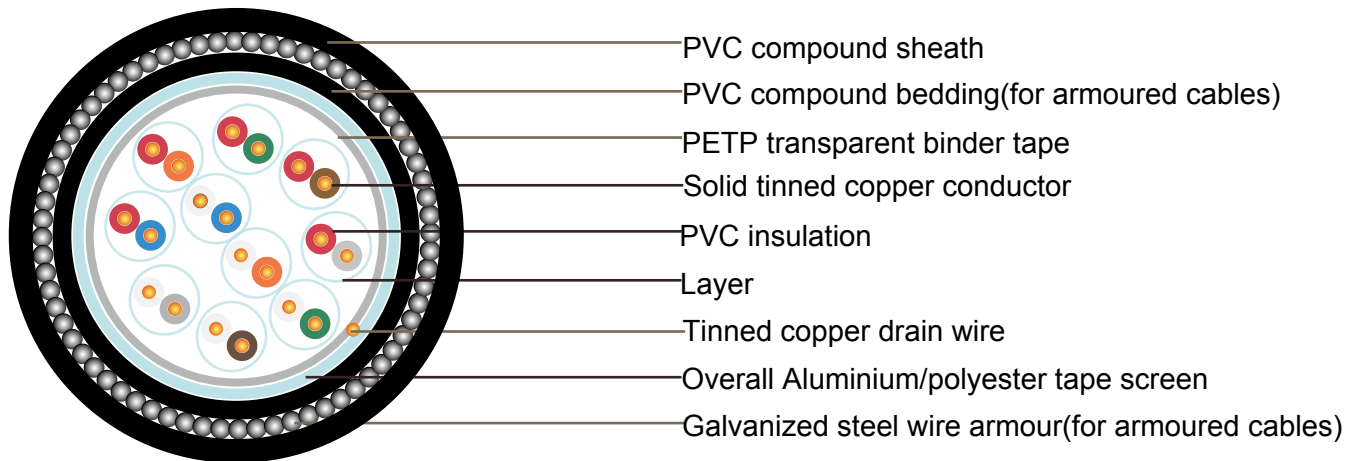 PVC compound sheath
PVC compound bedding(for armoured cables)
PETP transparent binder tape
Solid tinned copper conductor
PVC insulation
Layer
Tinned copper drain wire
Overall Aluminium/polyester tape screen
Galvanized steel wire armour(for armoured cables)